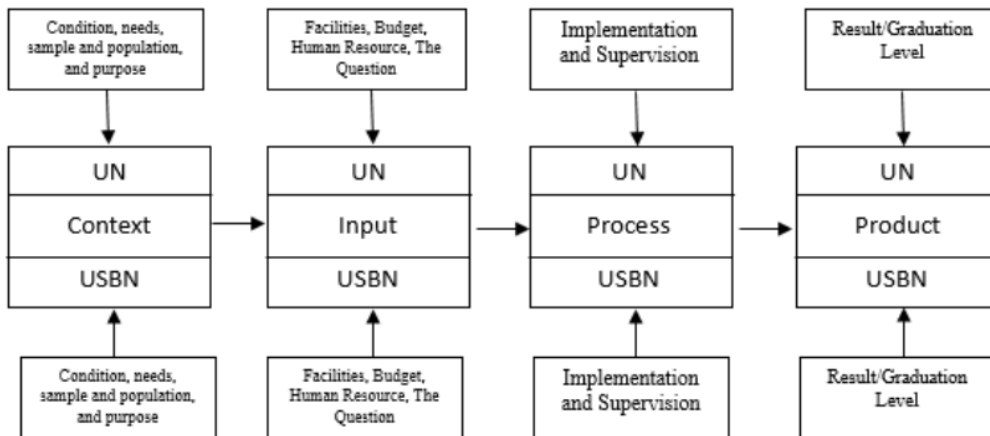 Condition, needs,
sample and population,
and purpose
Facilities, Budget,
Human Resource, The
Question
Implementation
and Supervision
Result/Graduation
Level
UN
UN
UN
UN
Context
Input
Process
Product
USBN
USBN
USBN
USBN
Condition, needs,
sample and population,
and purpose
Facilities, Budget,
Human Resource, The
Question
Implementation
and Supervision
Result/Graduation
Level